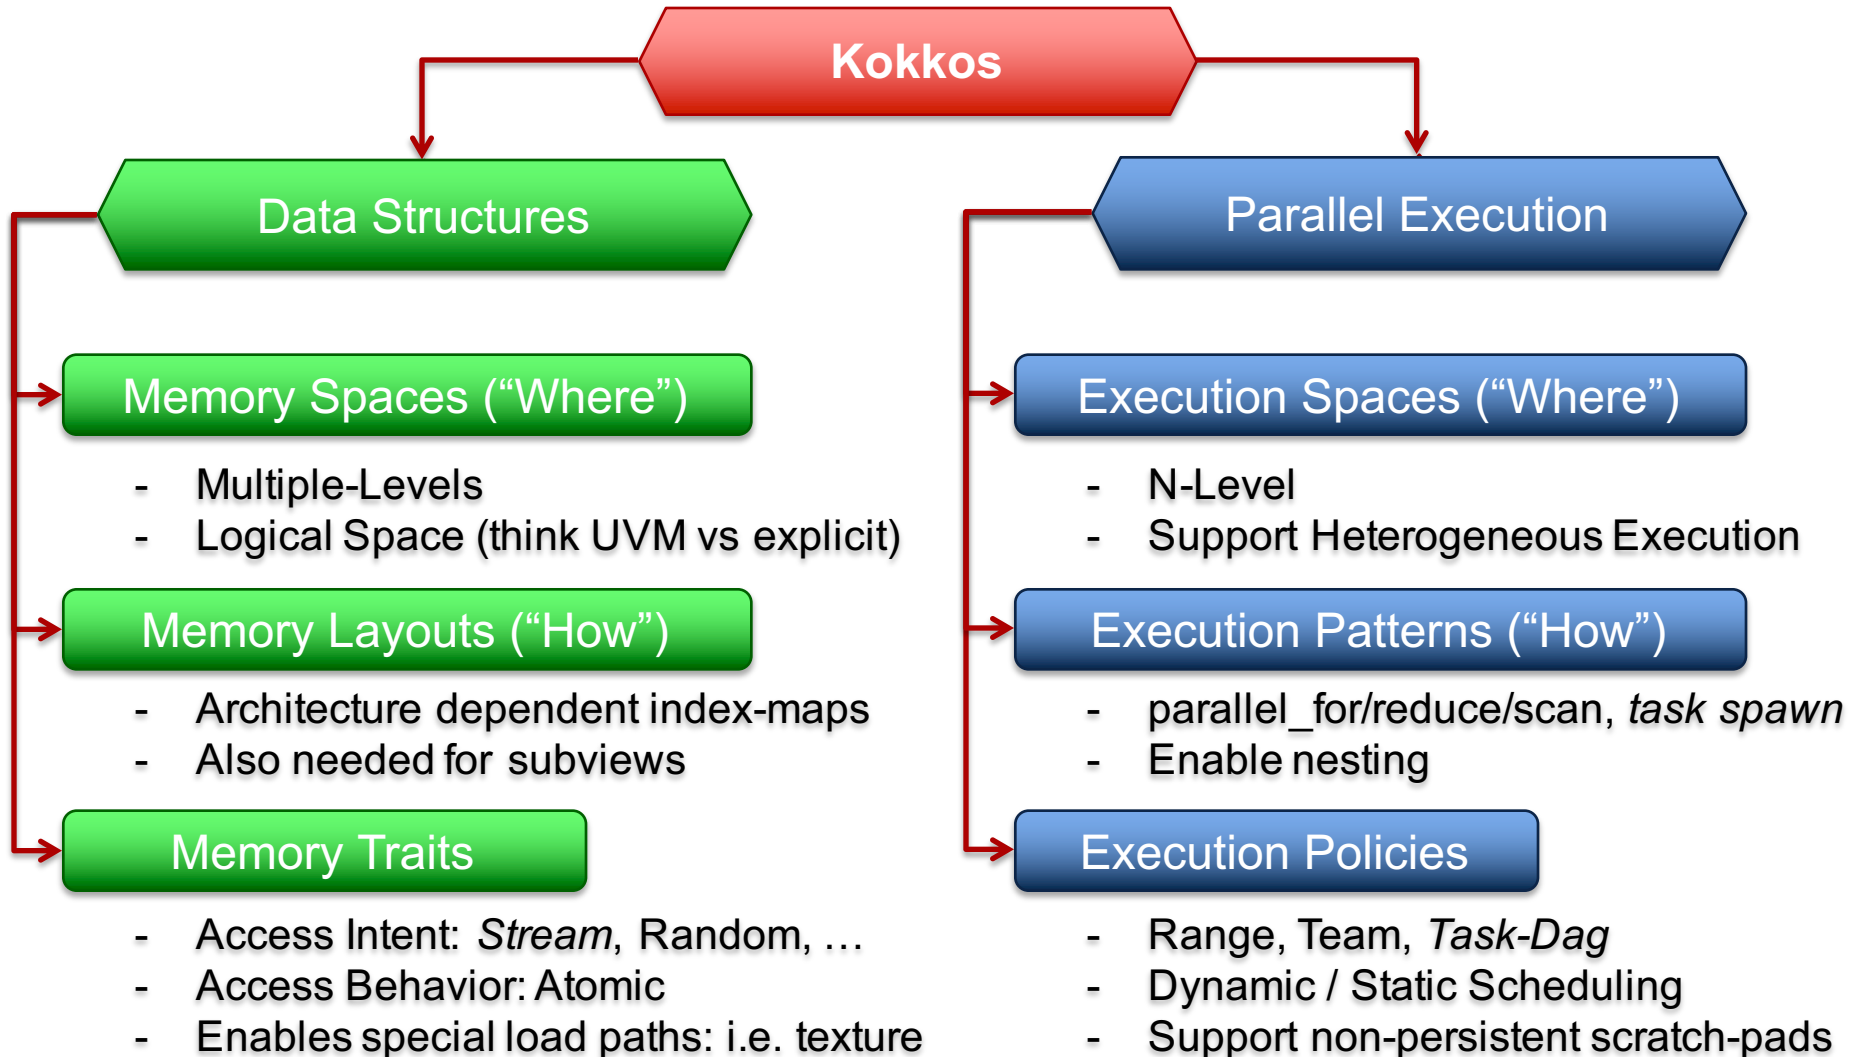 Kokkos
Data Structures
Memory Spaces (“Where”)
- Multiple-Levels
- Logical Space (think UVM vs explicit)
Memory Layouts (“How”)
- Architecture dependent index-maps
- Also needed for subviews
Memory Traits
- Access Intent: Stream, Random, …
- Access Behavior: Atomic
- Enables special load paths: i.e. texture
Parallel Execution
Execution Spaces (“Where”)
- N-Level
- Support Heterogeneous Execution
Execution Patterns (“How”)
- parallel_for/reduce/scan, task spawn
- Enable nesting
Execution Policies
- Range, Team, Task-Dag
- Dynamic / Static Scheduling
- Support non-persistent scratch-pads